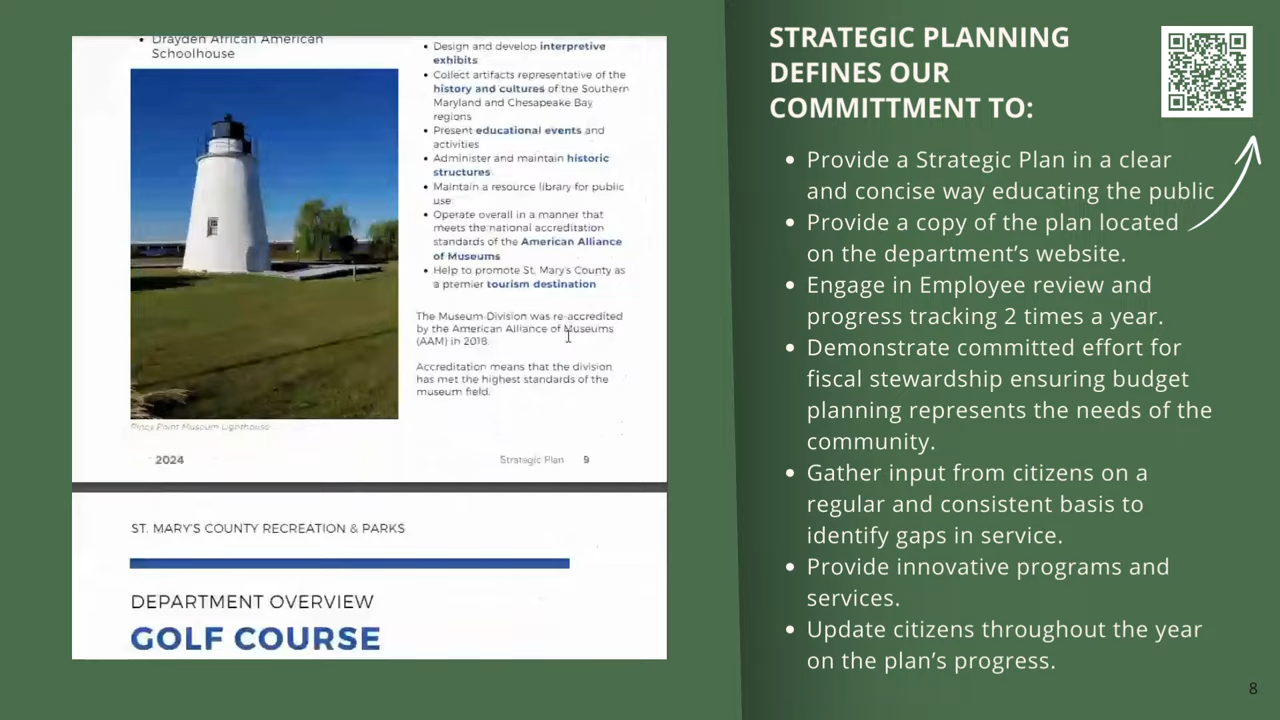 Drayden African American
Schoolhouse
Piney Point Museum Lighthouse
Design and develop interpretive
exhibits
Collect artifacts representative of the
history and cultures of the Southern
Maryland and Chesapeake Bay
regions
Present educational events and
activities
Administer and maintain historic
structures
Maintain a resource library for public
use
Operate overall in a manner that
meets the national accreditation
standards of the American Alliance
of Museums
Help to promote St. Mary's County as
a premier tourism destination
The Museum Division was re-accredited
by the American Alliance of Museums
(AAM) in 2018.
Accreditation means that the division
has met the highest standards of the
museum field.
2024
Strategic Plan 9
ST. MARY'S COUNTY RECREATION & PARKS
DEPARTMENT OVERVIEW
GOLF COURSE
STRATEGIC PLANNING
DEFINES OUR
COMMITTMENT TO:
Provide a Strategic Plan in a clear
and concise way educating the public
Provide a copy of the plan located
on the department's website.
Engage in Employee review and
progress tracking 2 times a year.
Demonstrate committed effort for
fiscal stewardship ensuring budget
planning represents the needs of the
community.
Gather input from citizens on a
regular and consistent basis to
identify gaps in service.
Provide innovative programs and
services.
Update citizens throughout the year
on the plan's progress.
8